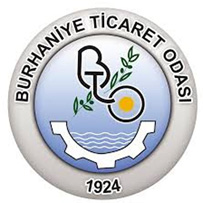 BURHANİYE TİCARET ODASI
BTO
1924